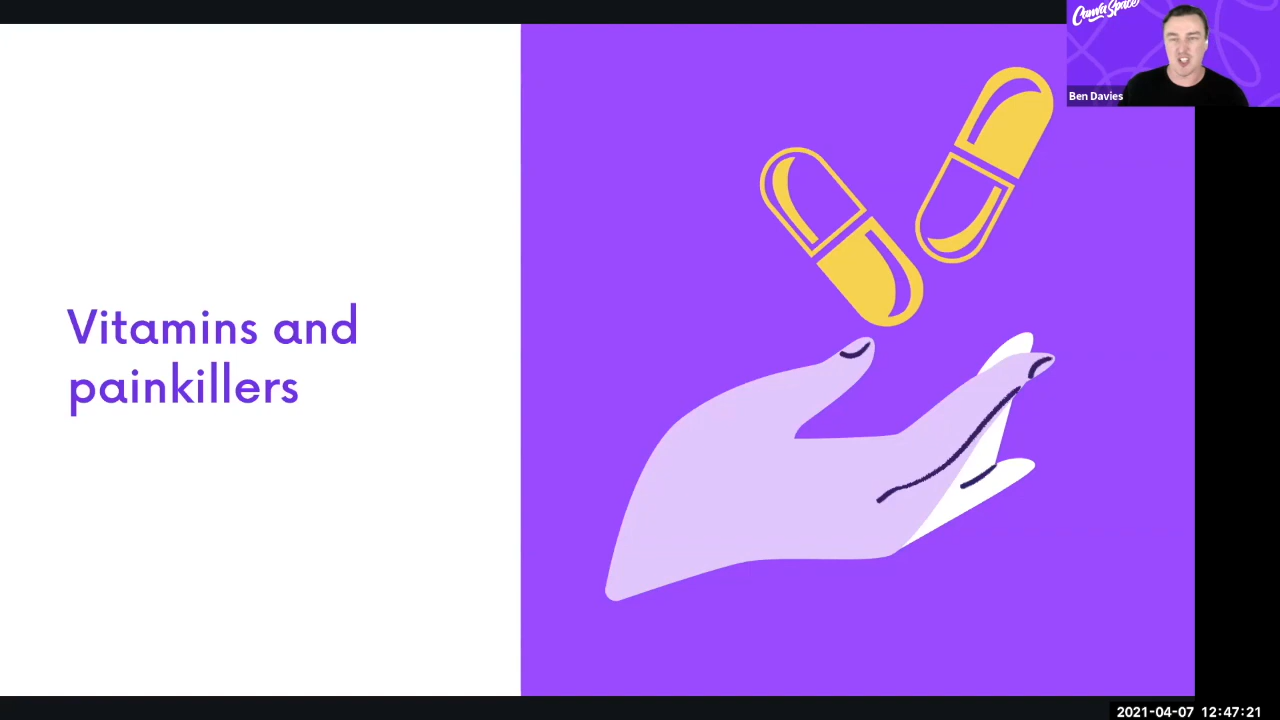 Canva Space
Ben Davies
Vitamins and
painkillers
2021-04-07 12:47:21